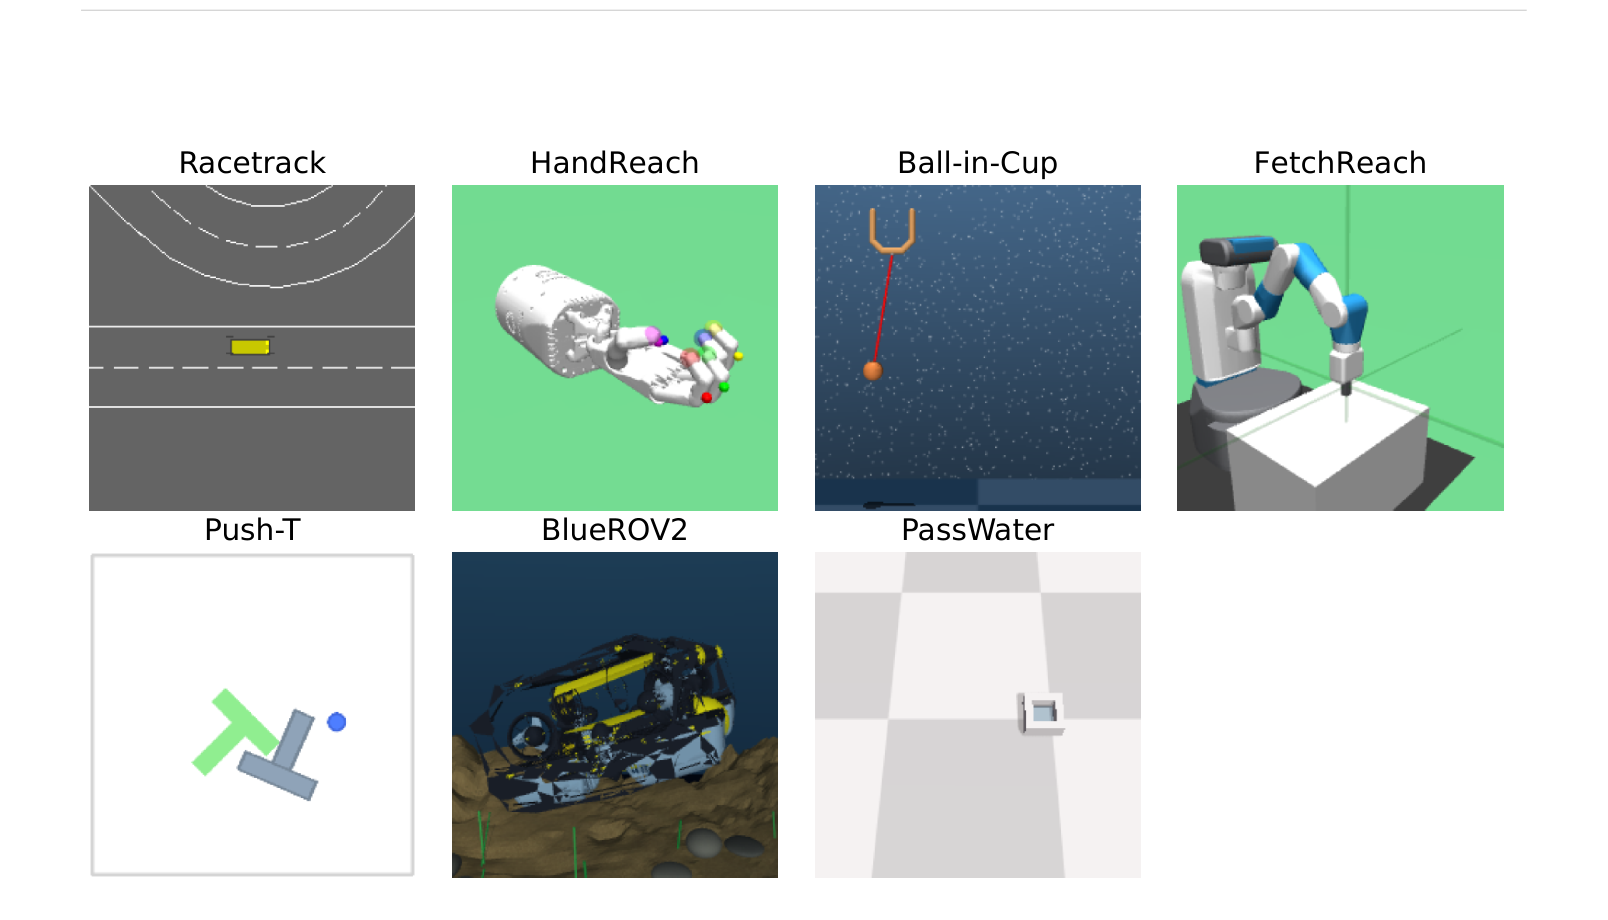 Racetrack
HandReach
Ball-in-Cup
FetchReach
Push-T
BlueROV2
PassWater